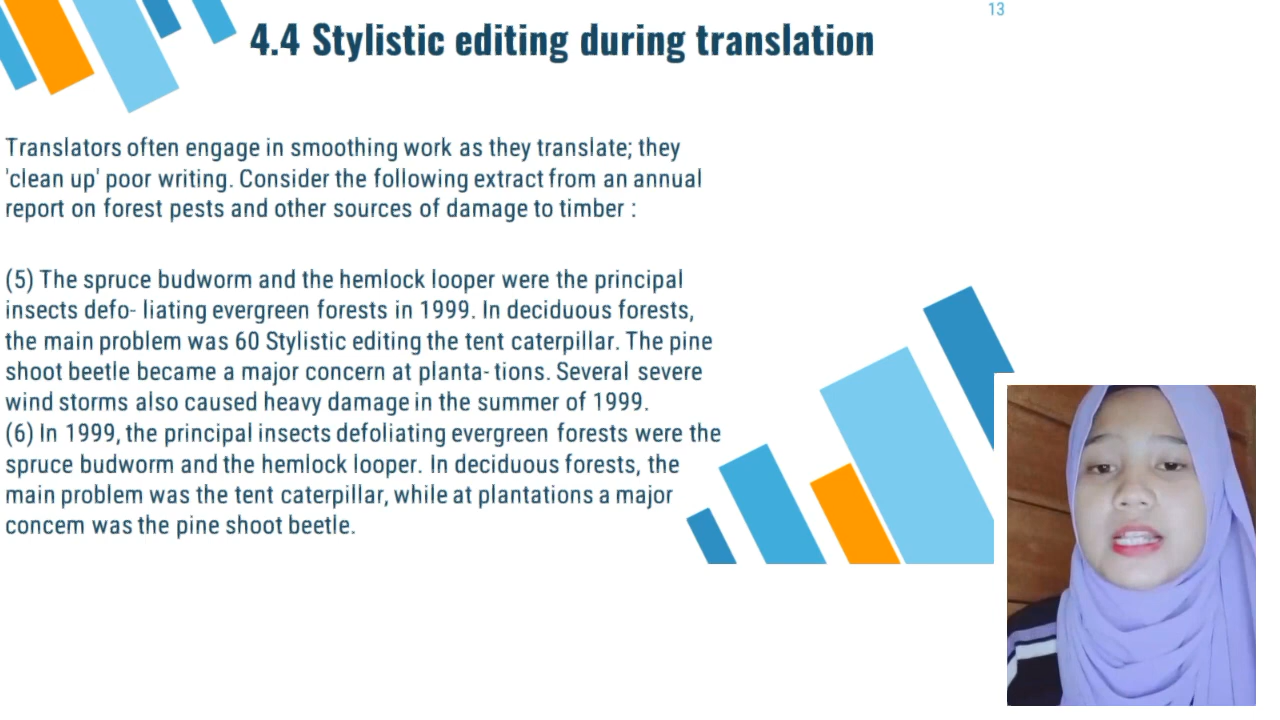 13
4.4 Stylistic editing during translation
Translators often engage in smoothing work as they translate; they
'clean up' poor writing. Consider the following extract from an annual
report on forest pests and other sources of damage to timber :
(5) The spruce budworm and the hemlock looper were the principal
insects defo- liating evergreen forests in 1999. In deciduous forests,
the main problem was 60 Stylistic editing the tent caterpillar. The pine
shoot beetle became a major concern at planta- tions. Several severe
wind storms also caused heavy damage in the summer of 1999.
(6) In 1999, the principal insects defoliating evergreen forests were the
spruce budworm and the hemlock looper. In deciduous forests, the
main problem was the tent caterpillar, while at plantations a major
concem was the pine shoot beetle.